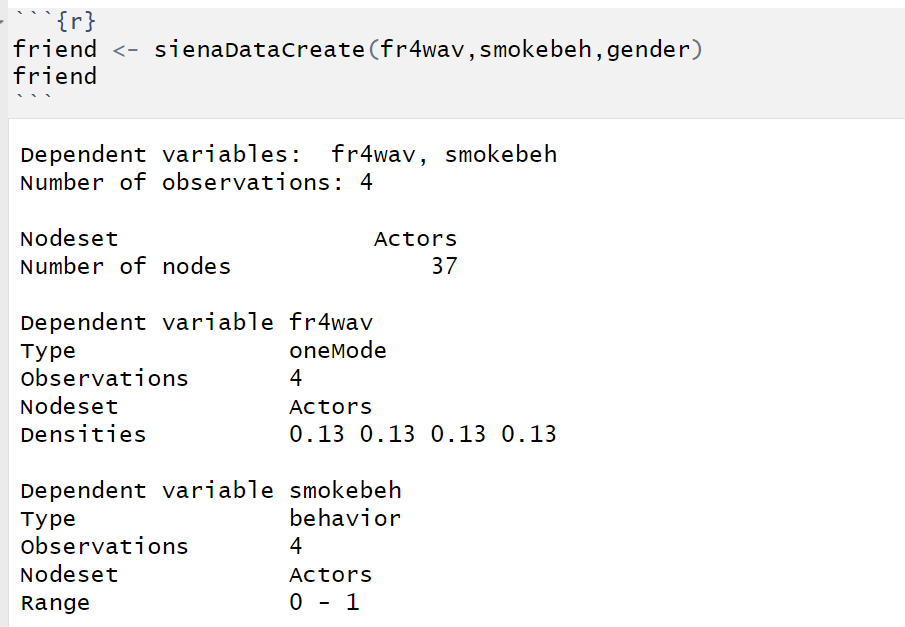 ```{r}
friend <- sienaDataCreate(fr4wav,smokebeh,gender)
friend
```
Dependent variables:  fr4wav, smokebeh
Number of observations: 4
Nodeset                  Actors
Number of nodes              37
Dependent variable fr4wav
Type               oneMode
Observations       4
Nodeset            Actors
Densities          0.13 0.13 0.13 0.13
Dependent variable smokebeh
Type               behavior
Observations       4
Nodeset            Actors
Range              0 - 1